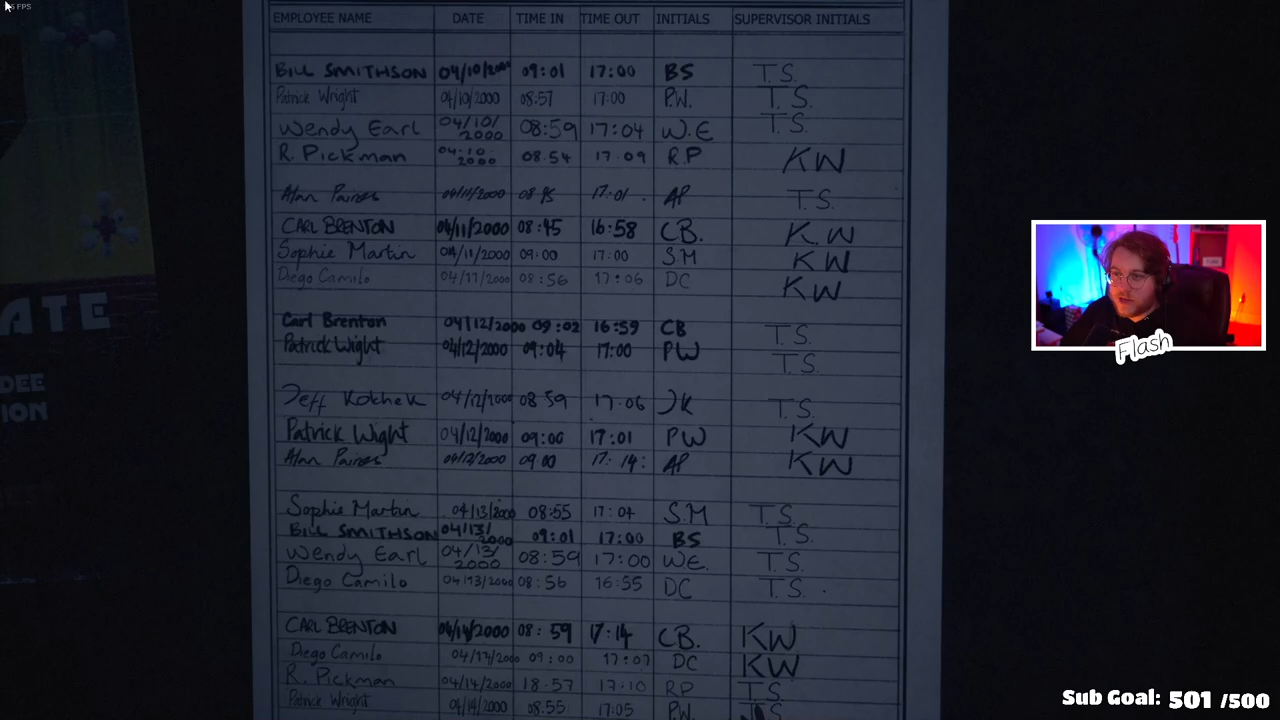 FPS
EMPLOYEE NAME DATE TIME IN TIME OUT INITIALS SUPERVISOR INITIALS
BILL SMITHSON 04/10/2000 09:01 17:00 BS T.S.
Patrick Wright 04/10/2000 08:57 17:00 P.W. T.S.
Wendy Earl 04/10/2000 08:59 17:04 W.E T.S.
R. Pickman 04.10.2000 08.54 17.09 R.P KW
Alan Paires 04/11/2000 17:01 AP T.S.
CARL BRENTON 04/11/2000 08:45 16:58 CB. K.W
Sophie Martin 04/11/2000 09:00 17:00 SM KW
Diego Camilo 04/11/2000 08:56 17:06 DC KW
Carl Brenton 04/12/2000 09:02 16:59 CB T.S.
Patrick Wight 04/12/2000 09:04 17:00 PW T.S.
Jeff Kotchek 04/12/2000 08 59 17.06 JK T.S.
Patrick Wight 04/12/2000 09:00 17:01 PW KW
Alan Paires 04/12/2000 09 00 17:14: AP KW
Sophie Martin 04/13/2000 08:55 17:04 S.M T.S
BILL SMITHSON 04/13/2000 09:01 17:00 BS T.S.
Wendy Earl 04/13/2000 08:59 17:00 WE. T.S.
Diego Camilo 04/13/2000 08:56 16:55 DC T.S.
CARL BRENTON 04/14/2000 08:59 17:14 CB. KW
Diego Camilo 04/14/2000 09:00 17:07 DC KW
R. Pickman 04/14/2000 18:57 17:10 RP T.S.
Patrick Wright 04/14/2000 08:55 17:05 P.W. T.S
ATE
DEE
ION
Flash
Sub Goal: 501 /500